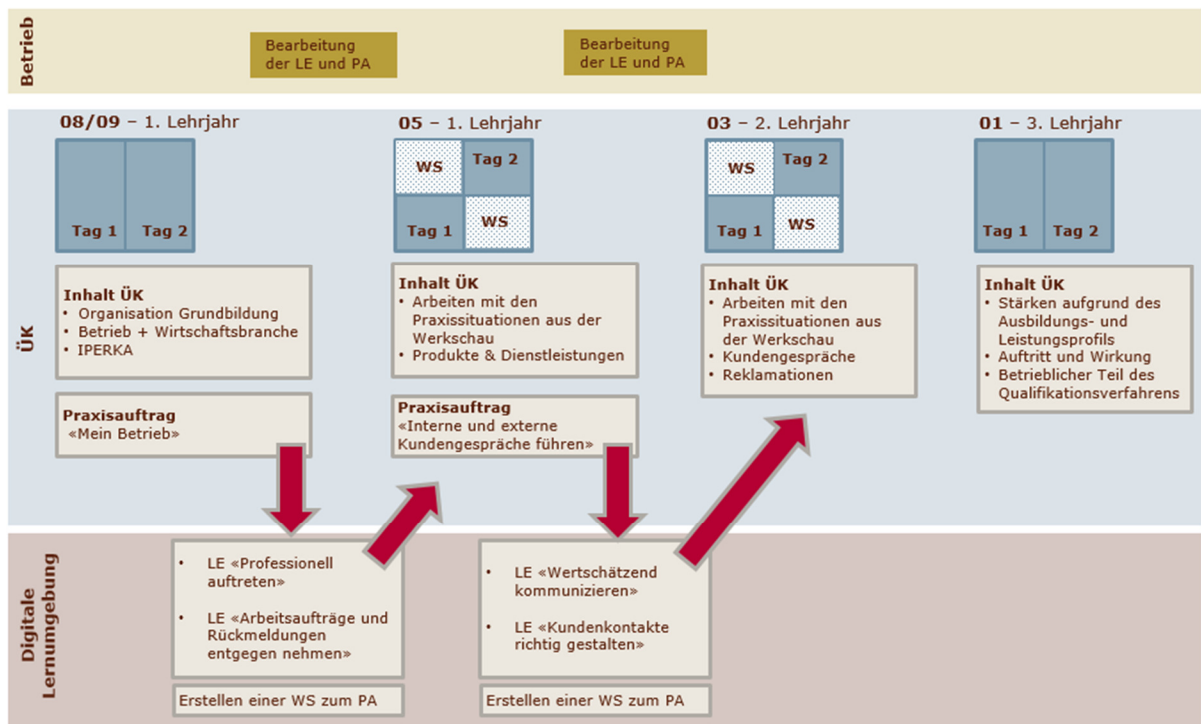 Betrieb
Bearbeitung
der LE und PA
Bearbeitung
der LE und PA
ÜK
08/09 – 1. Lehrjahr
Tag 1
Tag 2
Inhalt ÜK
• Organisation Grundbildung
• Betrieb + Wirtschaftsbranche
• IPERKA
Praxisauftrag
«Mein Betrieb»
05 – 1. Lehrjahr
WS
Tag 2
Tag 1
WS
Inhalt ÜK
• Arbeiten mit den
Praxissituationen aus der
Werkschau
• Produkte & Dienstleistungen
Praxisauftrag
«Interne und externe
Kundengespräche führen»
03 – 2. Lehrjahr
WS
Tag 2
Tag 1
WS
Inhalt ÜK
• Arbeiten mit den
Praxissituationen aus
der Werkschau
• Kundengespräche
• Reklamationen
01 – 3. Lehrjahr
Tag 1
Tag 2
Inhalt ÜK
• Stärken aufgrund des
Ausbildungs- und
Leistungsprofils
• Auftritt und Wirkung
• Betrieblicher Teil des
Qualifikationsverfahrens
Digitale
Lernumgebung
• LE «Professionell
auftreten»
• LE «Arbeitsaufträge und
Rückmeldungen
entgegen nehmen»
Erstellen einer WS zum PA
• LE «Wertschätzend
kommunizieren»
• LE «Kundenkontakte
richtig gestalten»
Erstellen einer WS zum PA